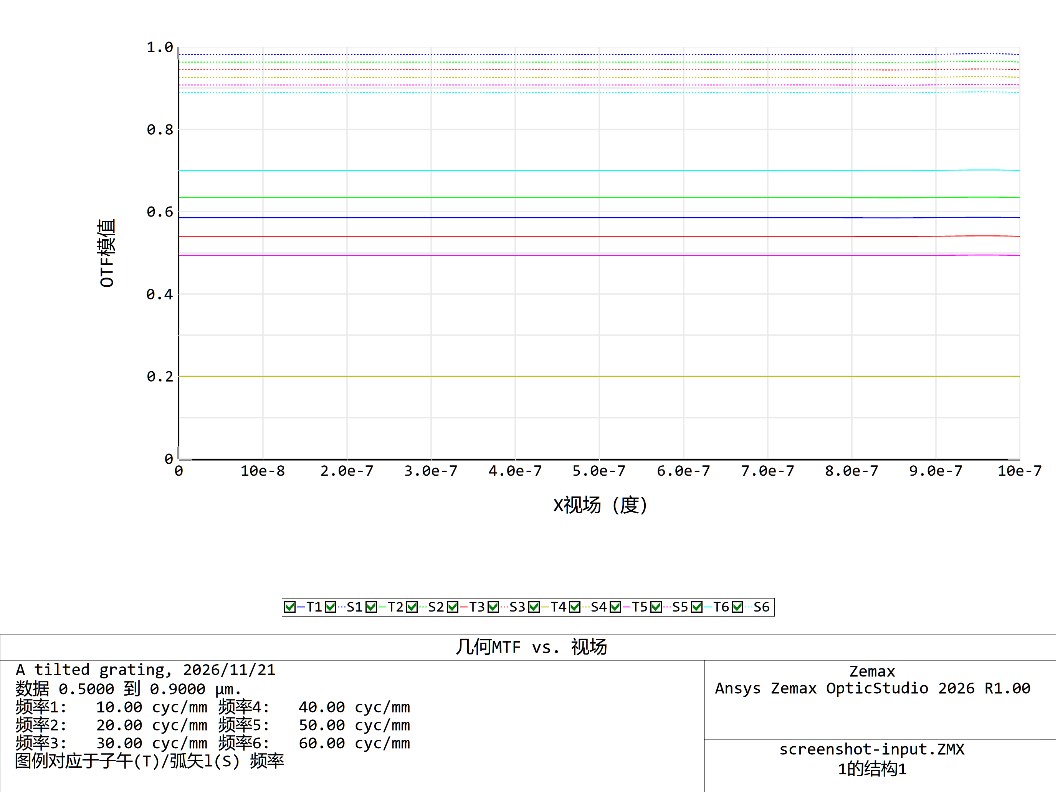 1.0
0.8
0.6
0.4
0.2
0
OTF模值
0 10e-8 2.0e-7 3.0e-7 4.0e-7 5.0e-7 6.0e-7 7.0e-7 8.0e-7 9.0e-7 10e-7
X视场 (度)
T1 S1 T2 S2 T3 S3 T4 S4 T5 S5 T6 S6
几何MTF vs. 视场
A tilted grating, 2026/11/21
数据 0.5000 到 0.9000 µm.
频率1: 10.00 cyc/mm 频率4: 40.00 cyc/mm
频率2: 20.00 cyc/mm 频率5: 50.00 cyc/mm
频率3: 30.00 cyc/mm 频率6: 60.00 cyc/mm
图例对应于子午(T)/弧矢l(S) 频率
Zemax
Ansys Zemax OpticStudio 2026 R1.00
screenshot-input.ZMX
1的结构1